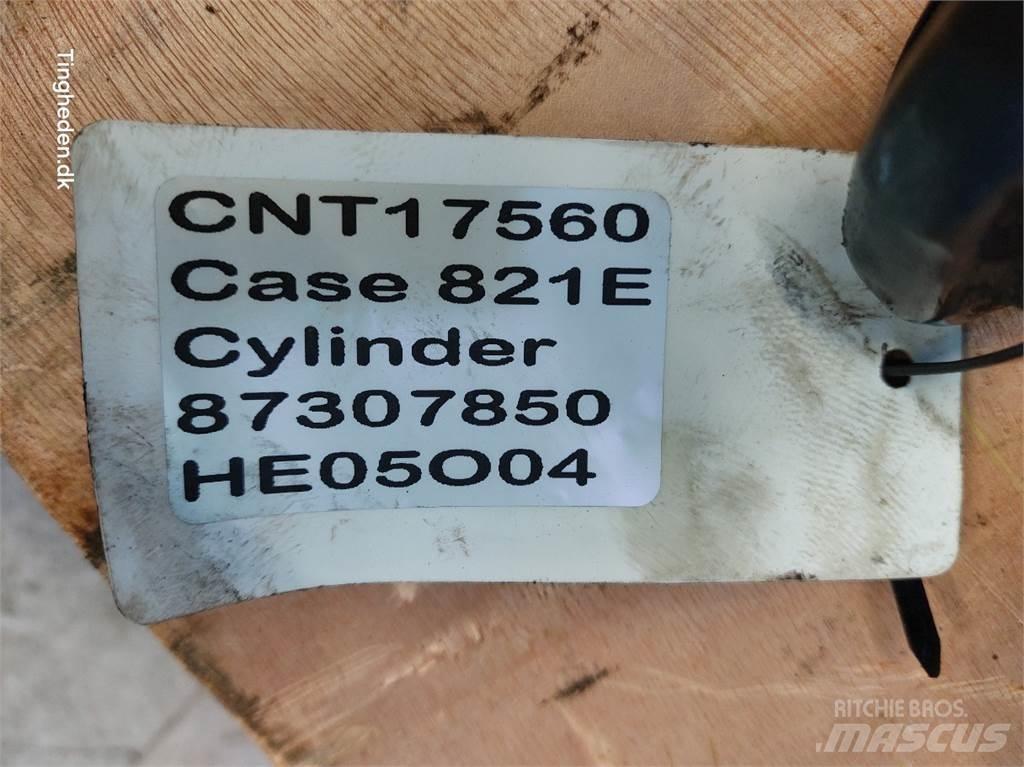 Tingheden.dk
CNT17560
Case 821E
Cylinder
87307850
HE05O04
RITCHIE BROS.
MASCUS